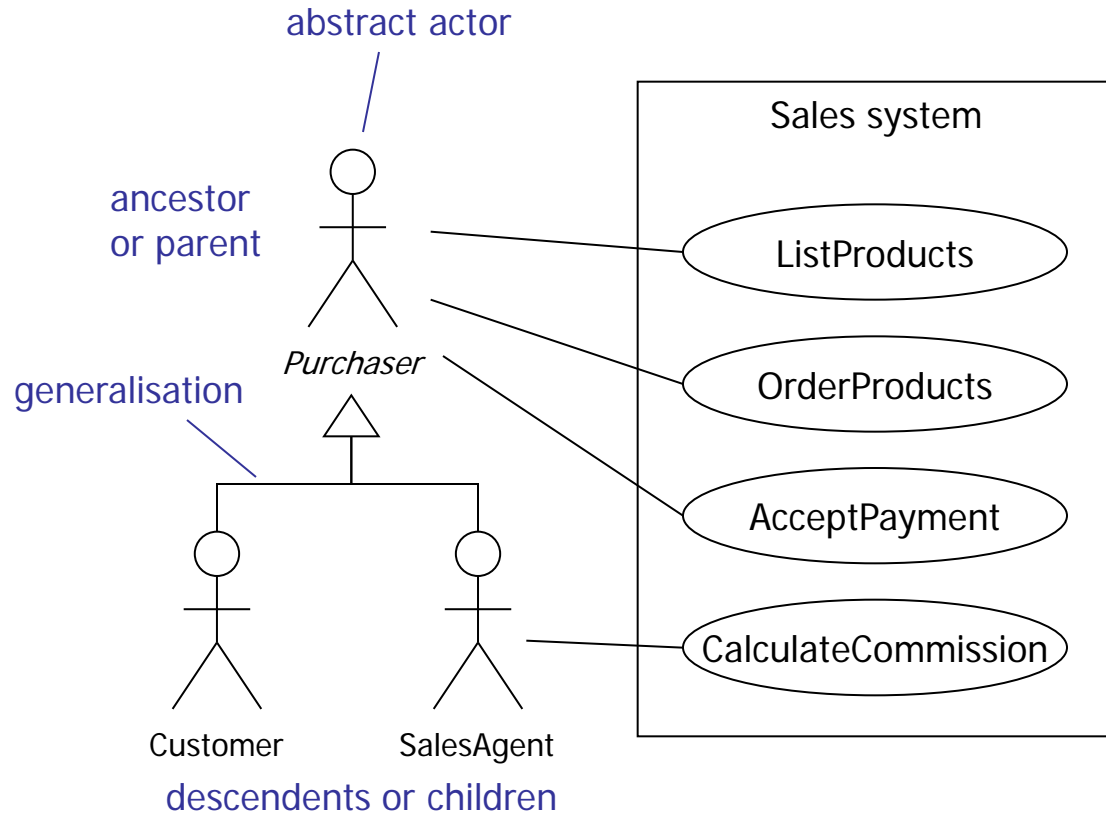 abstract actor
Sales system
ancestor
or parent
ListProducts
Purchaser
OrderProducts
generalisation
AcceptPayment
CalculateCommission
Customer
SalesAgent
descendents or children